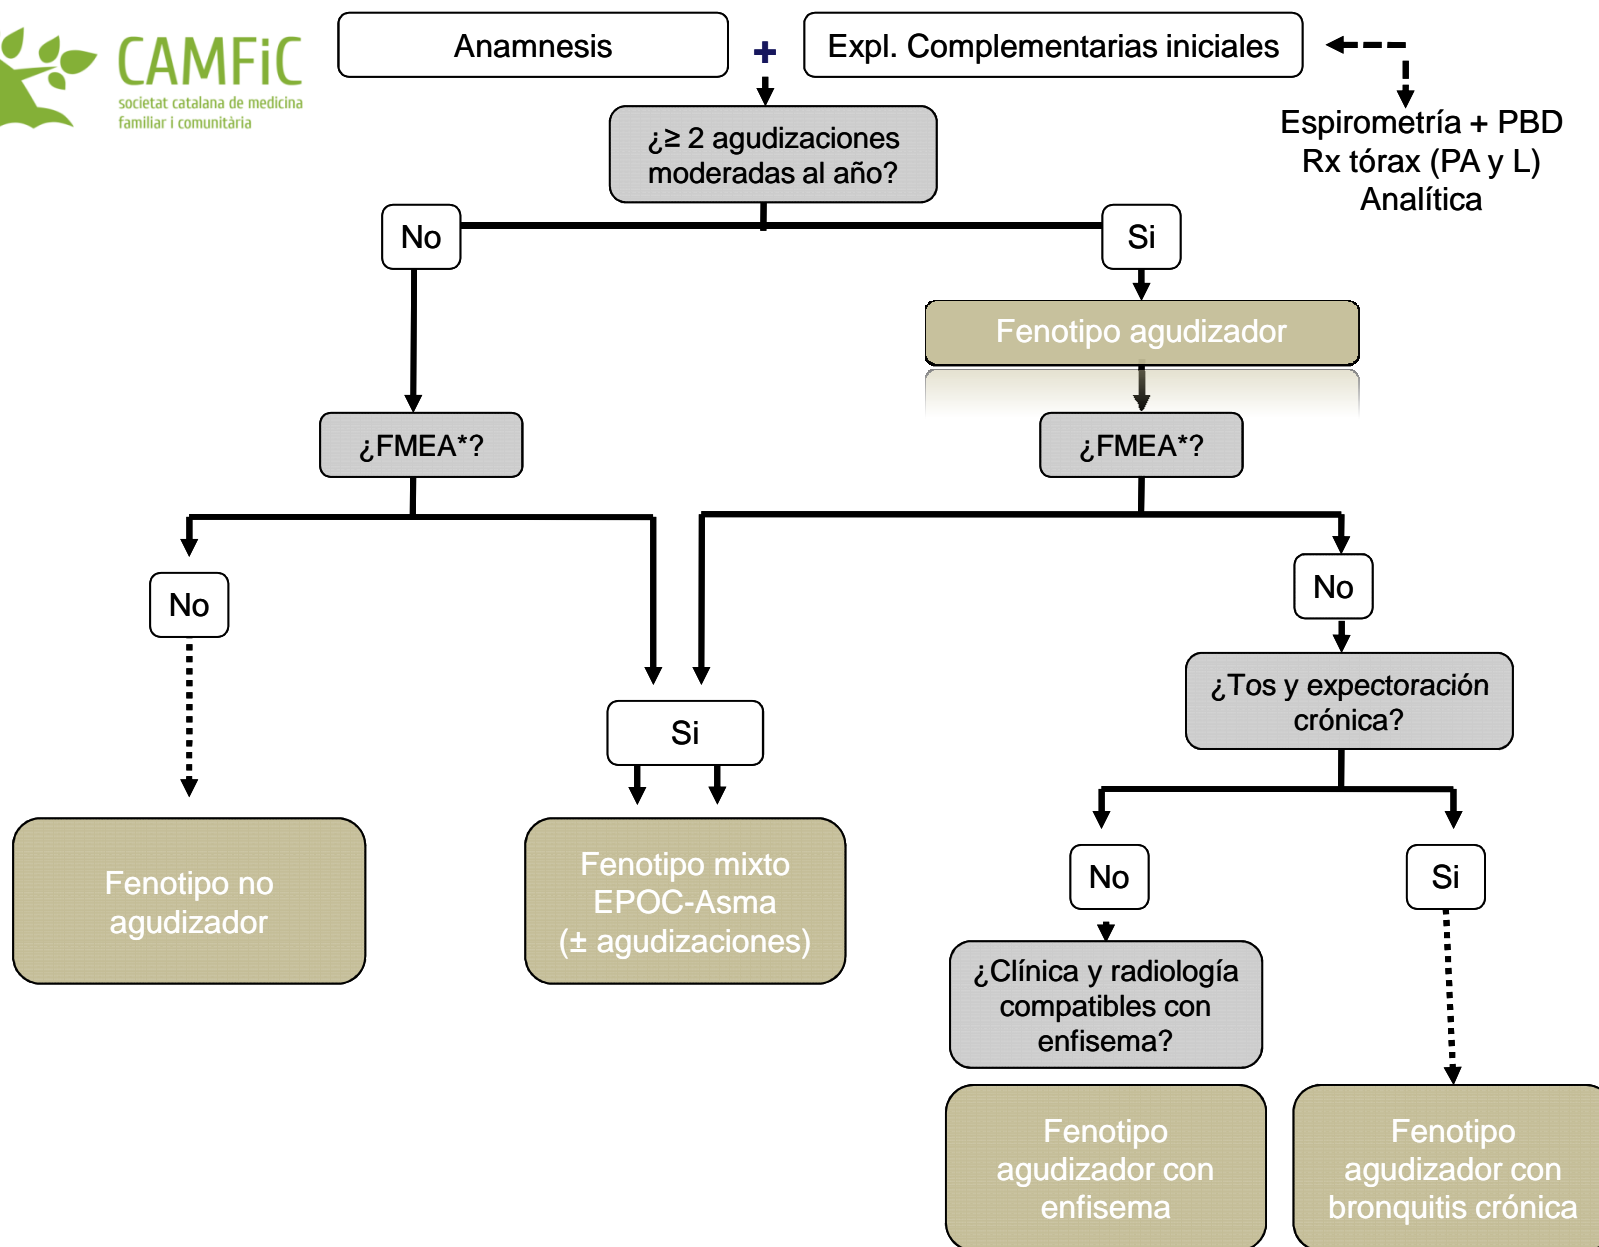 CAMFiC
societat catalana de medicina
familiar i comunitària
Anamnesis
+
Expl. Complementarias iniciales
Espirometría + PBD
Rx tórax (PA y L)
Analítica
¿≥ 2 agudizaciones
moderadas al año?
No
Si
Fenotipo agudizador
¿FMEA*?
¿FMEA*?
No
No
Si
¿Tos y expectoración
crónica?
Fenotipo no
agudizador
Fenotipo mixto
EPOC-Asma
(± agudizaciones)
No
Si
¿Clínica y radiología
compatibles con
enfisema?
Fenotipo
agudizador con
enfisema
Fenotipo
agudizador con
bronquitis crónica